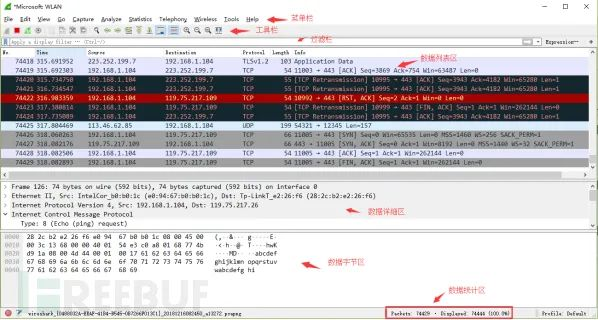 *Microsoft WLAN
File Edit View Go Capture Analyze Statistics Telephony Wireless Tools Help 菜单栏
工具栏
Apply a display filter … <Ctrl-/> 过滤栏 Expression…
Time Source Destination Protocol Length Info
74418 315.691952 223.252.199.7 192.168.1.104 TLSv1.2 103 Application Data 数据列表区
74419 315.692303 192.168.1.104 223.252.199.7 TCP 54 11003 → 443 [ACK] Seq=3869 Ack=754 Win=63487 Len=0
74420 315.734750 192.168.1.104 223.252.199.7 TCP 55 [TCP Retransmission] 10995 → 443 [ACK] Seq=3943 Ack=4182 Win=65280 Len=1
74421 316.734547 192.168.1.104 223.252.199.7 TCP 55 [TCP Retransmission] 10995 → 443 [ACK] Seq=3943 Ack=4182 Win=65280 Len=1
74422 316.983359 192.168.1.104 119.75.217.109 TCP 54 10992 → 443 [RST, ACK] Seq=2 Ack=1 Win=0 Len=0
74423 317.380814 192.168.1.104 119.75.217.109 TCP 54 [TCP Retransmission] 10999 → 443 [FIN, ACK] Seq=1 Ack=1 Win=262144 Len=0
74424 317.735089 192.168.1.104 223.252.199.7 TCP 55 [TCP Retransmission] 10995 → 443 [ACK] Seq=3943 Ack=4182 Win=65280 Len=1
74425 317.804469 113.46.62.85 192.168.1.104 UDP 199 54321 → 12345 Len=157
74426 318.068263 192.168.1.104 119.75.217.109 TCP 66 11005 → 443 [SYN] Seq=0 Win=65535 Len=0 MSS=1460 WS=256 SACK_PERM=1
74427 318.082176 119.75.217.109 192.168.1.104 TCP 66 443 → 11005 [SYN, ACK] Seq=0 Ack=1 Win=8192 Len=0 MSS=1440 WS=32 SACK_PERM=1
74428 318.082506 192.168.1.104 119.75.217.109 TCP 54 11005 → 443 [ACK] Seq=1 Ack=1 Win=262144 Len=0
74429 318.082893 192.168.1.104 119.75.217.109 TCP 54 11005 → 443 [FIN, ACK] Seq=1 Ack=1 Win=262144 Len=0
Frame 126: 74 bytes on wire (592 bits), 74 bytes captured (592 bits) on interface 0
Ethernet II, Src: IntelCor_b0:b0:1c (e0:94:67:b0:b0:1c), Dst: Tp-LinkT_e2:26:f6 (28:2c:b2:e2:26:f6)
Internet Protocol Version 4, Src: 192.168.1.104, Dst: 119.75.217.26 数据详细区
Internet Control Message Protocol
Type: 8 (Echo (ping) request)
0000 28 2c b2 e2 26 f6 e0 94 67 b0 b0 1c 08 00 45 00
0010 00 3c 13 68 00 00 40 01 54 e3 c0 a8 01 68 77 4b
0020 d9 1a 08 00 4d 44 00 01 00 17 61 62 63 64 65 66
0030 67 68 69 6a 6b 6c 6d 6e 6f 70 71 72 73 74 75 76 ghijklmn opqrstuv 数据字节区
0040 77 61 62 63 64 65 66 67 68 69 wabcdefg hi
FREEBUF
数据统计区
Packets: 74429 · Displayed: 74444 (100.0%) Profile: Default